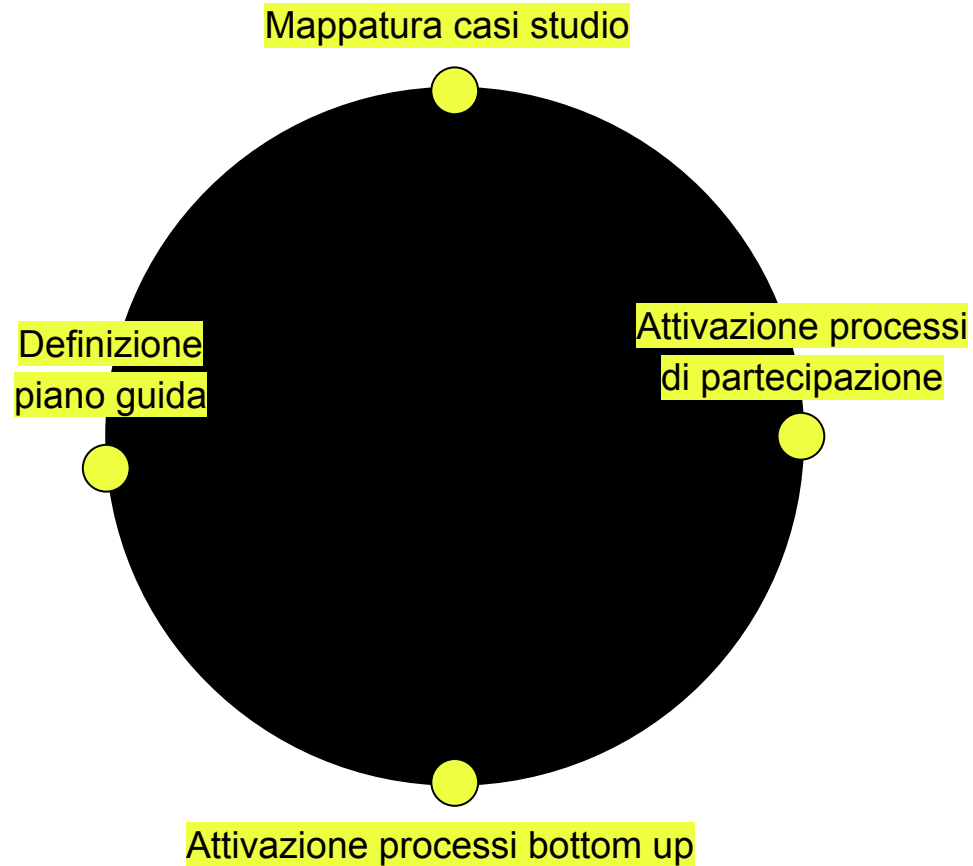 Mappatura casi studio
Attivazione processi
di partecipazione
Definizione
piano guida
Attivazione processi bottom up